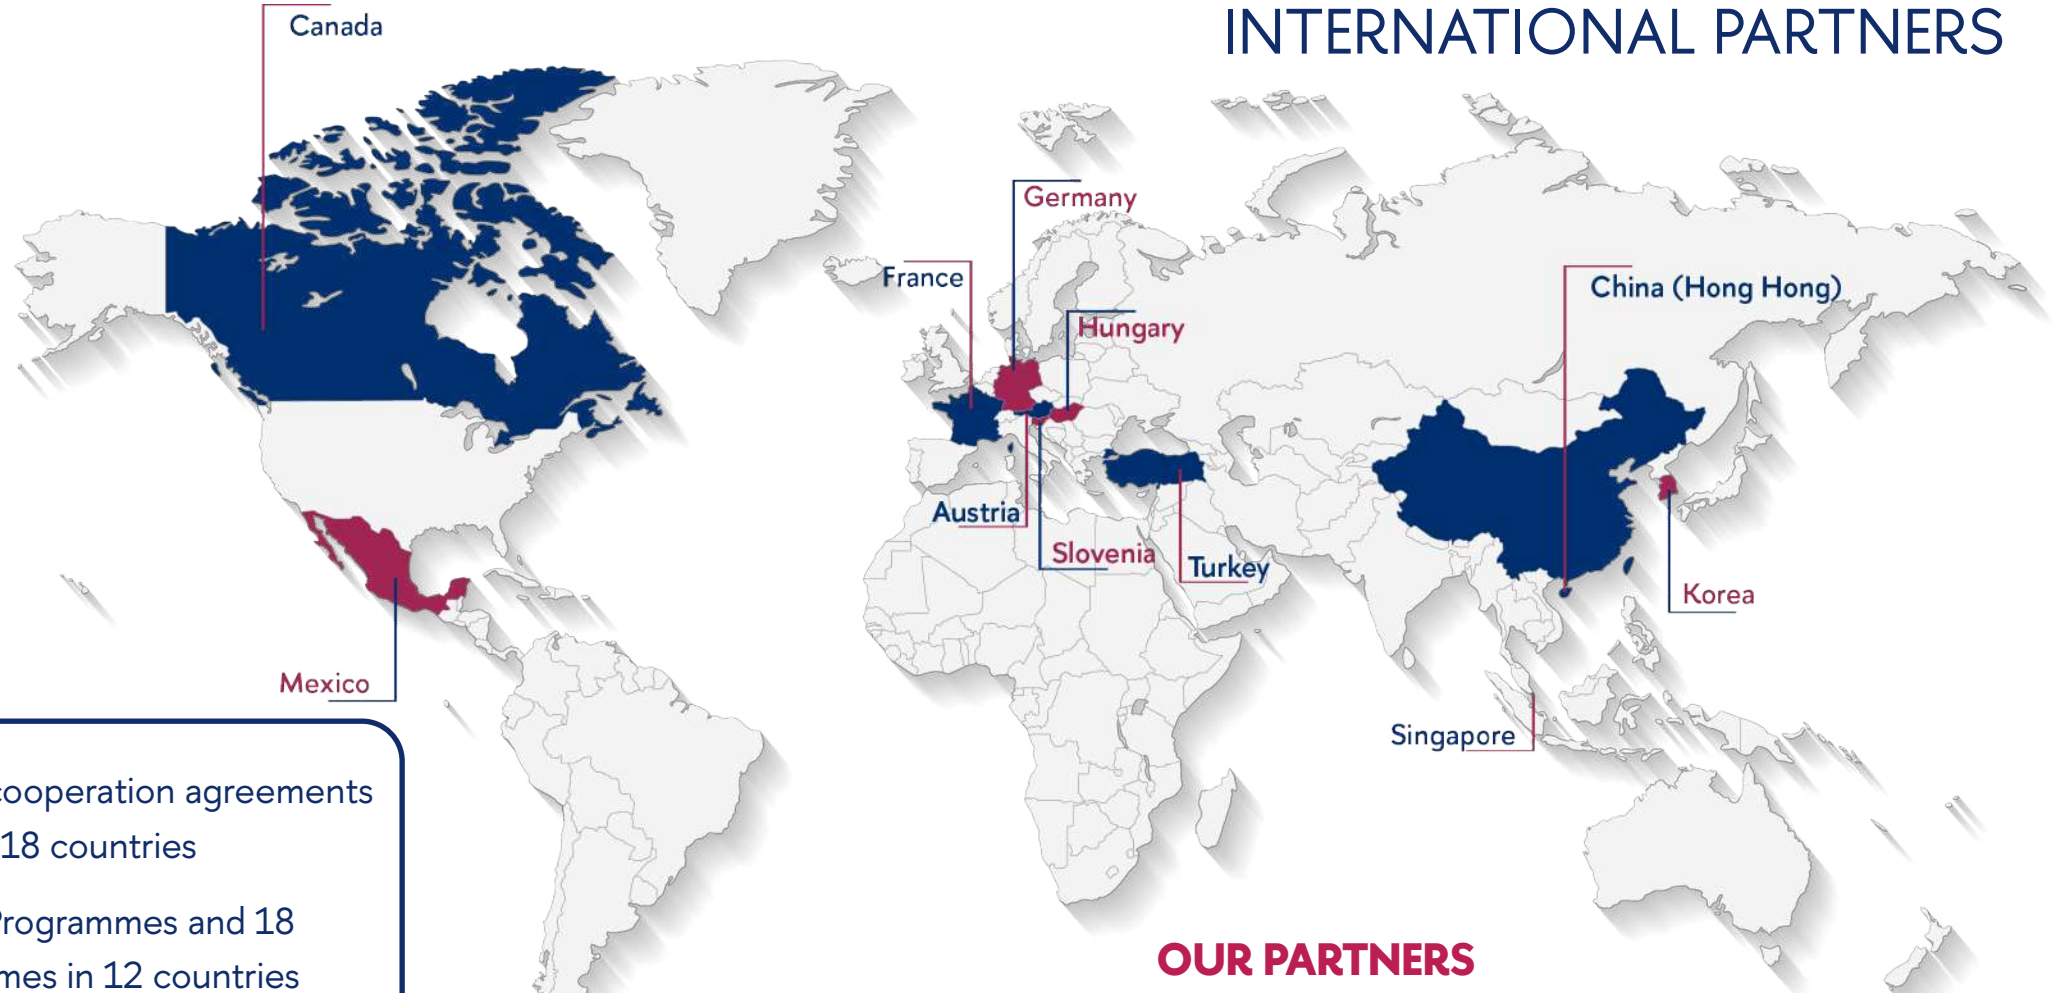 INTERNATIONAL PARTNERS
Canada
Germany
France
China (Hong Hong)
Hungary
Austria
Slovenia
Turkey
Korea
Mexico
Singapore
cooperation agreements
18 countries
Programmes and 18
mes in 12 countries
OUR PARTNERS